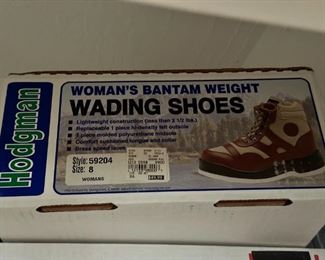 Hodgman
WOMAN'S BANTAM WEIGHT
WADING SHOES
Lightweight construction (less than 2 1/2 lbs.)
Replaceable 1 piece hi-density felt outsole
1 piece molded polyurethane midsole
Comfort cushioned tongue and collar
Brass speed laces
Style: 59204
Size: 8
WOMANS